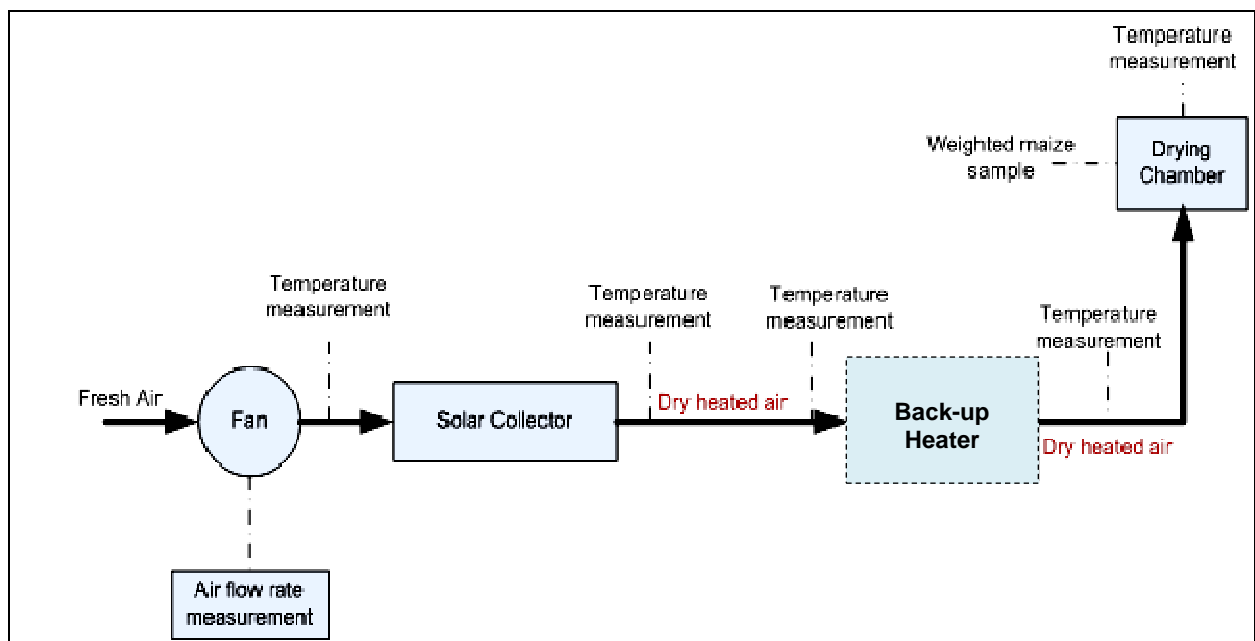 Temperature
measurement
Weighted maize
sample
Drying
Chamber
Temperature
measurement
Temperature
measurement
Temperature
measurement
Temperature
measurement
Fresh Air
Fan
Solar Collector
Dry heated air
Back-up
Heater
Dry heated air
Air flow rate
measurement